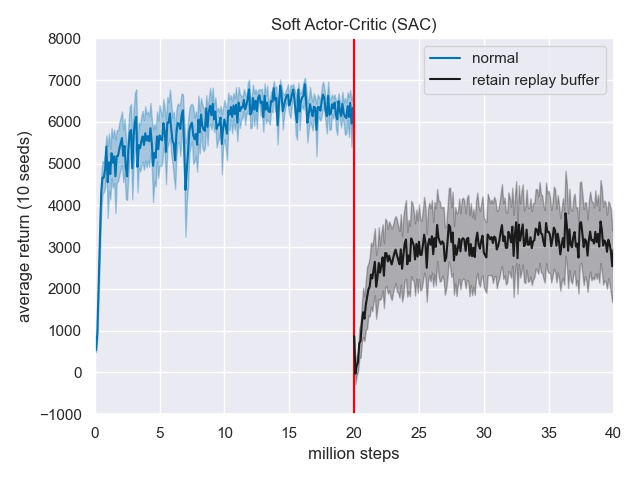 Soft Actor-Critic (SAC)
8000
7000
6000
5000
4000
3000
2000
1000
0
−1000
average return (10 seeds)
normal
retain replay buffer
0 5 10 15 20 25 30 35 40
million steps